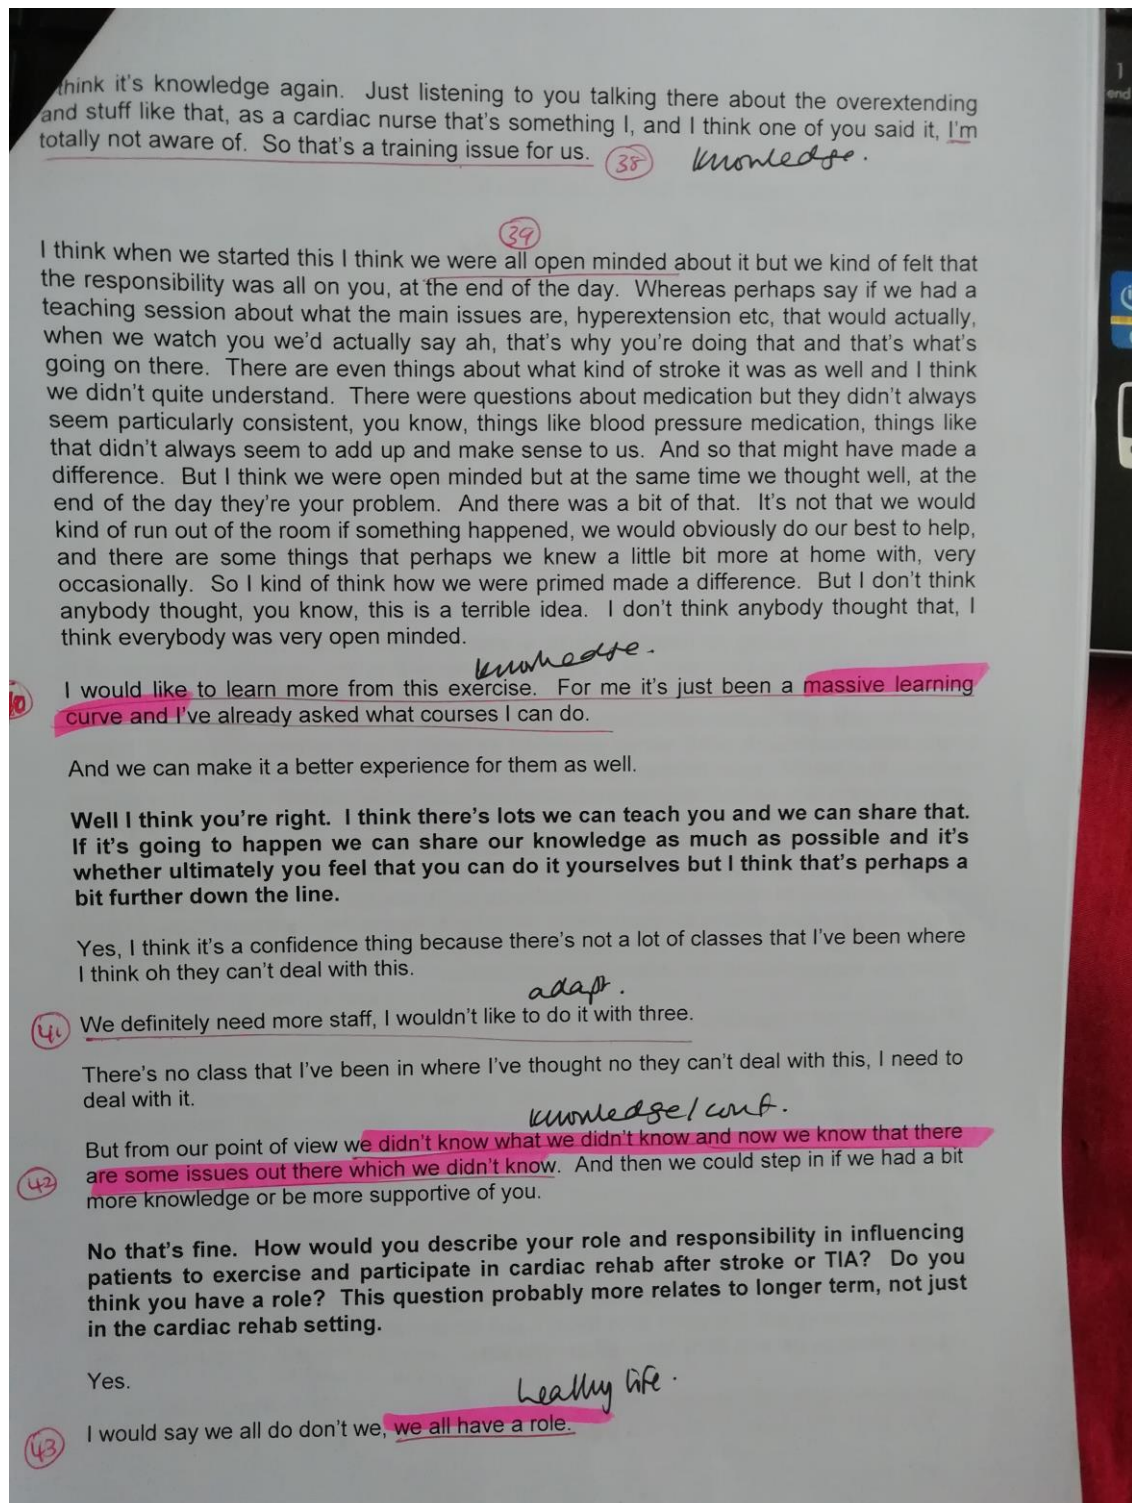 think it's knowledge again. Just listening to you talking there about the overextending
and stuff like that, as a cardiac nurse that's something I, and I think one of you said it, I'm
totally not aware of. So that's a training issue for us. 38 knowledge.
39
I think when we started this I think we were all open minded about it but we kind of felt that
the responsibility was all on you, at the end of the day. Whereas perhaps say if we had a
teaching session about what the main issues are, hyperextension etc, that would actually,
when we watch you we'd actually say ah, that's why you're doing that and that's what's
going on there. There are even things about what kind of stroke it was as well and I think
we didn't quite understand. There were questions about medication but they didn't always
seem particularly consistent, you know, things like blood pressure medication, things like
that didn't always seem to add up and make sense to us. And so that might have made a
difference. But I think we were open minded but at the same time we thought well, at the
end of the day they're your problem. And there was a bit of that. It's not that we would
kind of run out of the room if something happened, we would obviously do our best to help,
and there are some things that perhaps we knew a little bit more at home with, very
occasionally. So I kind of think how we were primed made a difference. But I don't think
anybody thought, you know, this is a terrible idea. I don't think anybody thought that, I
think everybody was very open minded.
knowledge.
I would like to learn more from this exercise. For me it's just been a massive learning
curve and I've already asked what courses I can do.
And we can make it a better experience for them as well.
Well I think you're right. I think there's lots we can teach you and we can share that.
If it's going to happen we can share our knowledge as much as possible and it's
whether ultimately you feel that you can do it yourselves but I think that's perhaps a
bit further down the line.
Yes, I think it's a confidence thing because there's not a lot of classes that I've been where
I think oh they can't deal with this.
adapt.
41 We definitely need more staff, I wouldn't like to do it with three.
There's no class that I've been in where I've thought no they can't deal with this, I need to
deal with it.
knowledge/conf.
But from our point of view we didn't know what we didn't know and now we know that there
42 are some issues out there which we didn't know. And then we could step in if we had a bit
more knowledge or be more supportive of you.
No that's fine. How would you describe your role and responsibility in influencing
patients to exercise and participate in cardiac rehab after stroke or TIA? Do you
think you have a role? This question probably more relates to longer term, not just
in the cardiac rehab setting.
Yes.
healthy life.
43 I would say we all do don't we, we all have a role.